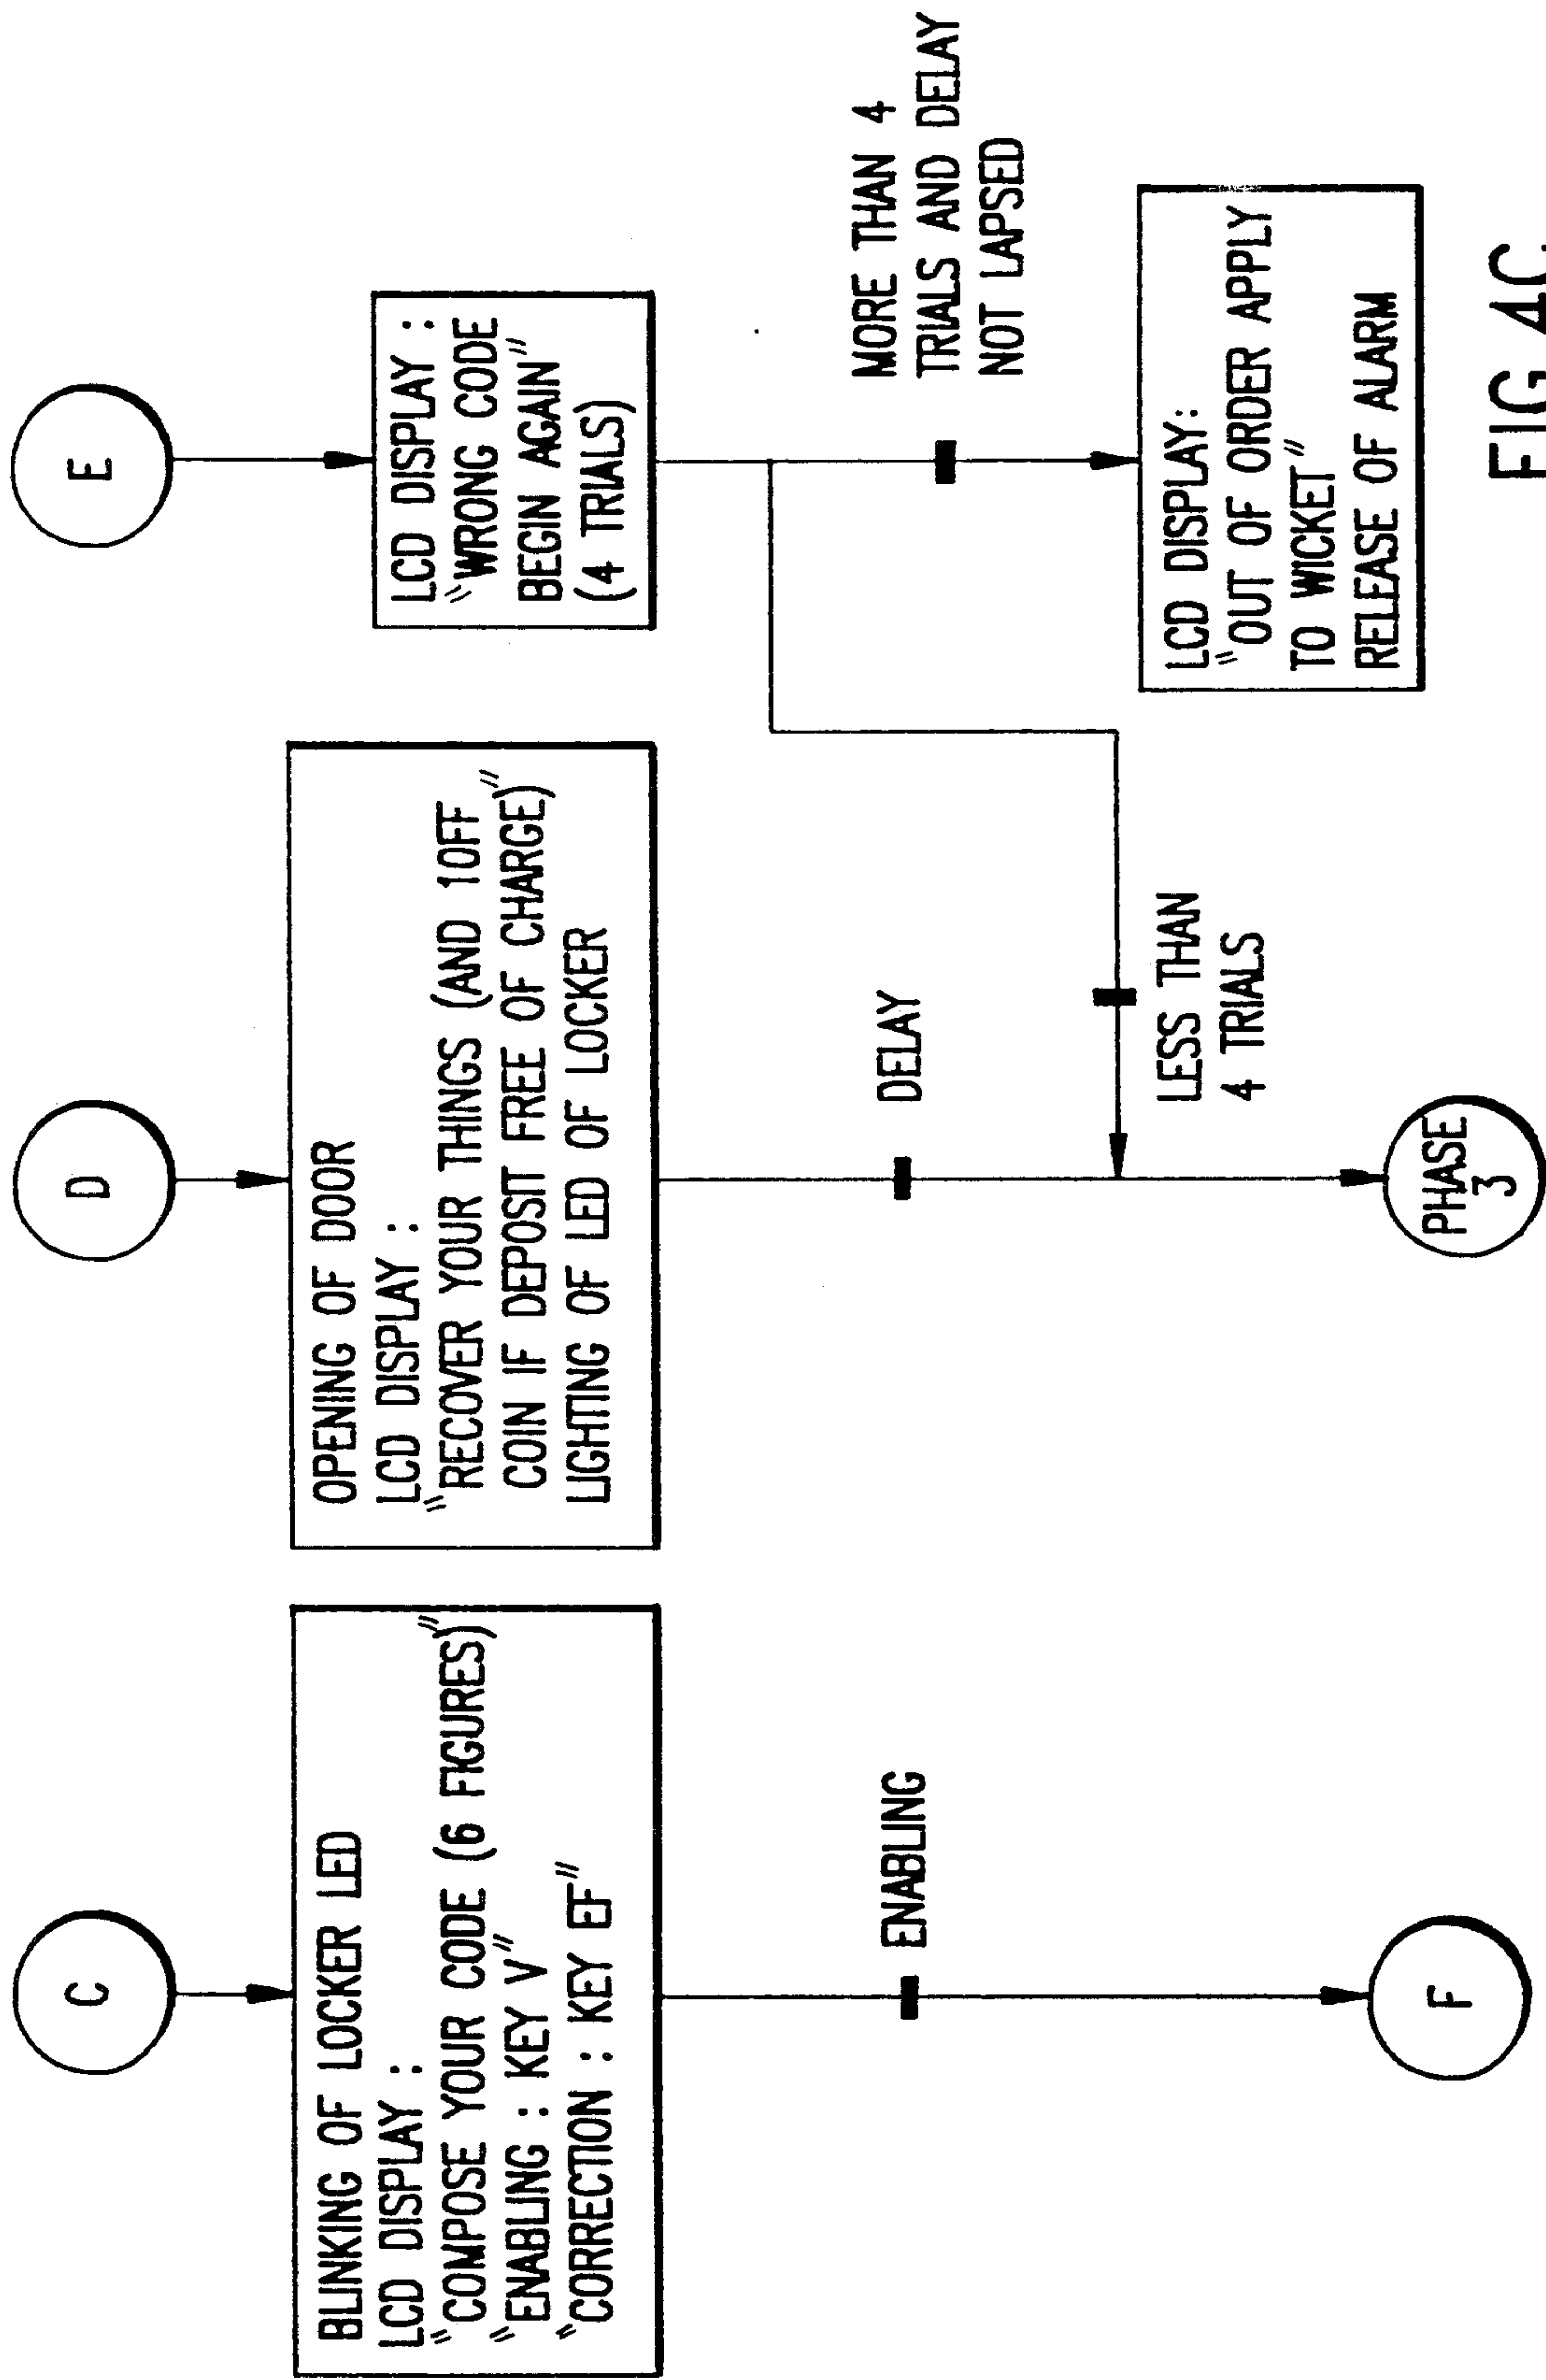 C
BLINKING OF LOCKER LED
LCD DISPLAY :
"COMPOSE YOUR CODE (6 FIGURES)"
"ENABLING : KEY V"
"CORRECTION : KEY EF"
ENABLING
F
D
OPENING OF DOOR
LCD DISPLAY :
"RECOVER YOUR THINGS (AND 10FF
COIN IF DEPOSIT FREE OF CHARGE)"
LIGHTING OF LED OF LOCKER
DELAY
LESS THAN
4 TRIALS
PHASE
3
E
LCD DISPLAY :
"WRONG CODE
BEGIN AGAIN"
(4 TRIALS)
MORE THAN 4
TRIALS AND DELAY
NOT LAPSED
LCD DISPLAY:
"OUT OF ORDER APPLY
TO WICKET"
RELEASE OF ALARM
FIG. 4C